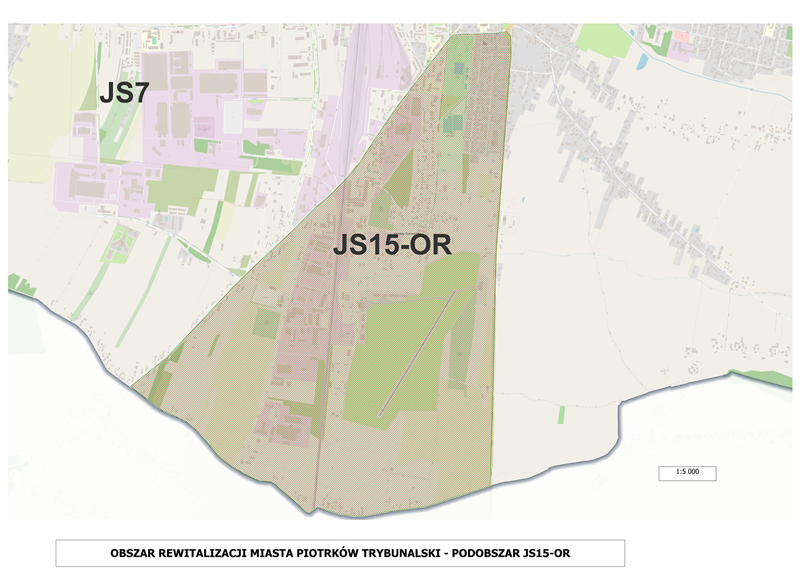 JS7
JS15-OR
1:5 000
OBSZAR REWITALIZACJI MIASTA PIOTRKÓW TRYBUNALSKI - PODOBSZAR JS15-OR